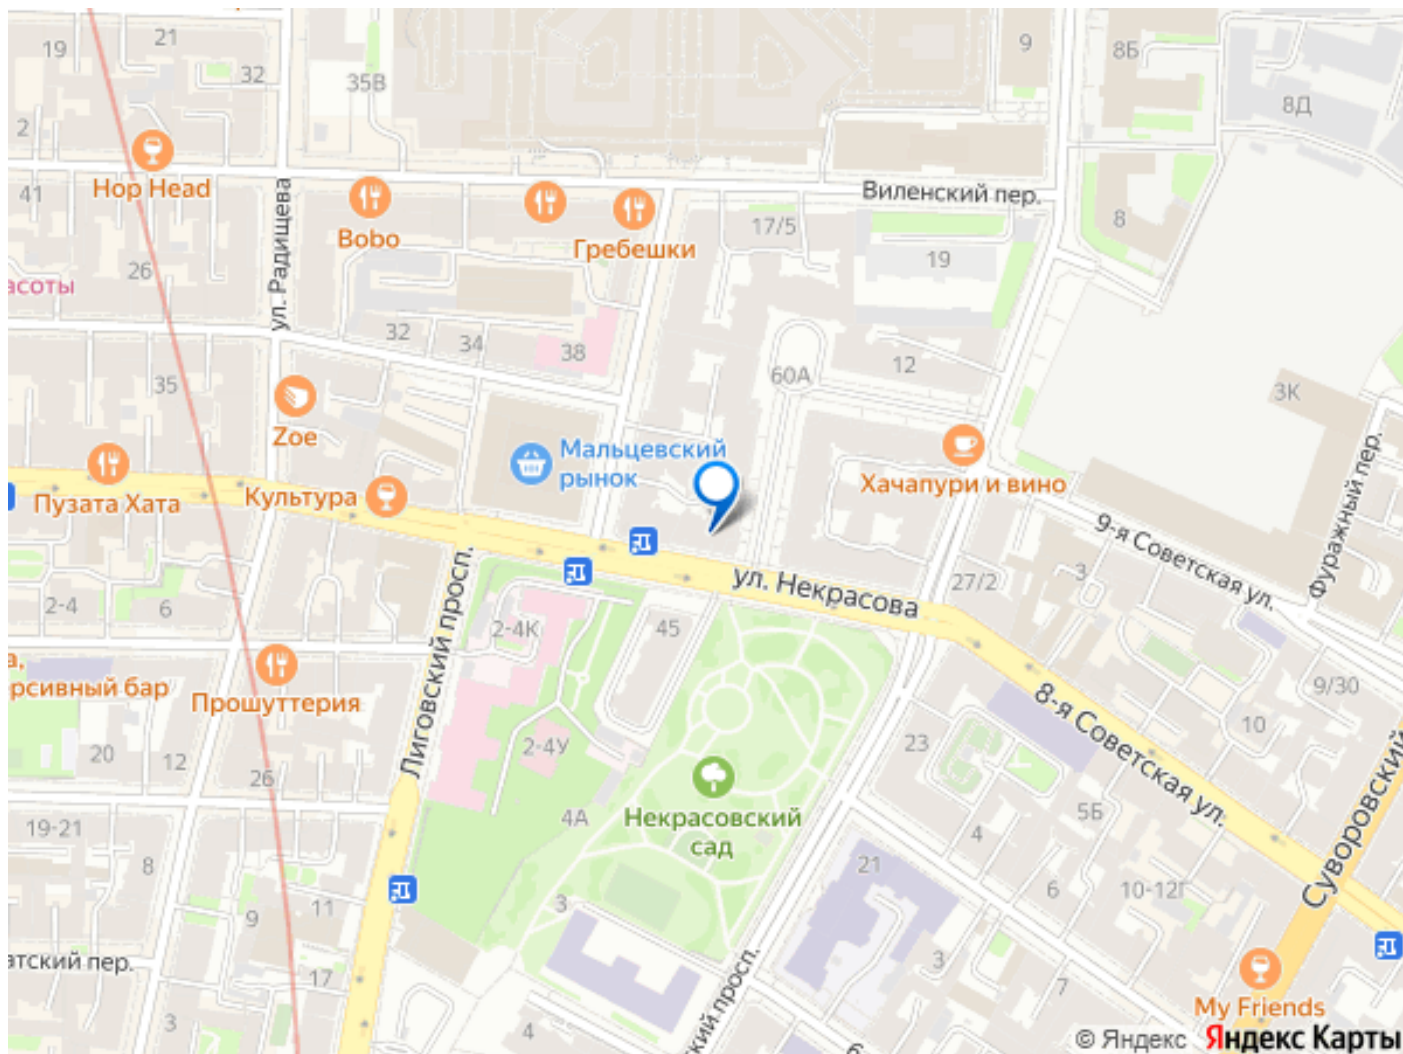 19
21
32
35В
9
8Б
8Д
2
Hop Head
41
ул. Радищева
Bobo
Гребешки
Виленский пер.
17/5
19
8
26
асоты
32
34
38
12
60А
3К
35
Zoe
Мальцевский
рынок
Пузата Хата
Культура
Хачапури и вино
9-я Советская ул.
Фуражный пер.
ул. Некрасова
27/2
3
2-4
6
2-4К
45
Лиговский просп.
а,
рсивный бар
Прошуттерия
20
12
26
2-4У
23
8-я Советская ул.
9/30
10
Некрасовский
сад
4А
5Б
4
Суворовский
19-21
8
21
6
10-12Г
9
11
3
атский пер.
17
3
7
ский просп.
My Friends
3
4
6
© Яндекс Яндекс Карты